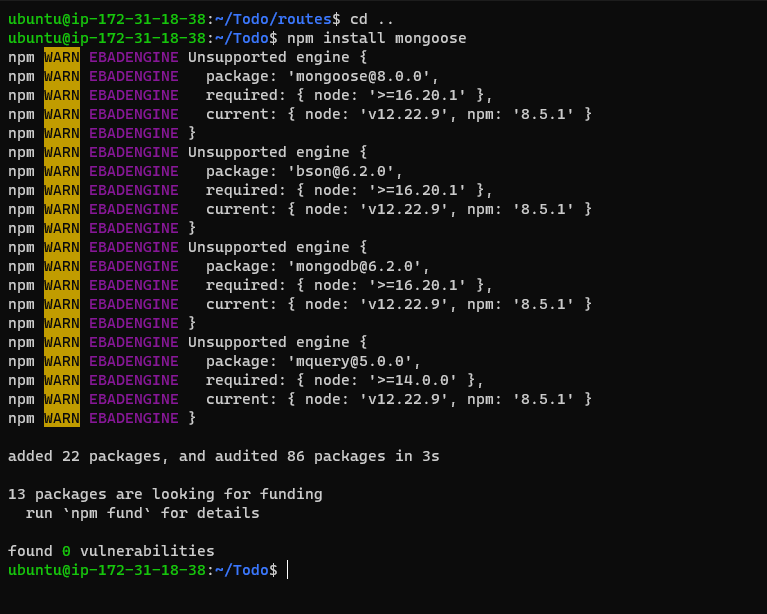 ubuntu@ip-172-31-18-38:~/Todo/routes$ cd ..
ubuntu@ip-172-31-18-38:~/Todo$ npm install mongoose
npm WARN EBADENGINE Unsupported engine {
npm WARN EBADENGINE   package: 'mongoose@8.0.0',
npm WARN EBADENGINE   required: { node: '>=16.20.1' },
npm WARN EBADENGINE   current: { node: 'v12.22.9', npm: '8.5.1' }
npm WARN EBADENGINE }
npm WARN EBADENGINE Unsupported engine {
npm WARN EBADENGINE   package: 'bson@6.2.0',
npm WARN EBADENGINE   required: { node: '>=16.20.1' },
npm WARN EBADENGINE   current: { node: 'v12.22.9', npm: '8.5.1' }
npm WARN EBADENGINE }
npm WARN EBADENGINE Unsupported engine {
npm WARN EBADENGINE   package: 'mongodb@6.2.0',
npm WARN EBADENGINE   required: { node: '>=16.20.1' },
npm WARN EBADENGINE   current: { node: 'v12.22.9', npm: '8.5.1' }
npm WARN EBADENGINE }
npm WARN EBADENGINE Unsupported engine {
npm WARN EBADENGINE   package: 'mquery@5.0.0',
npm WARN EBADENGINE   required: { node: '>=14.0.0' },
npm WARN EBADENGINE   current: { node: 'v12.22.9', npm: '8.5.1' }
npm WARN EBADENGINE }
added 22 packages, and audited 86 packages in 3s
13 packages are looking for funding
  run `npm fund` for details
found 0 vulnerabilities
ubuntu@ip-172-31-18-38:~/Todo$